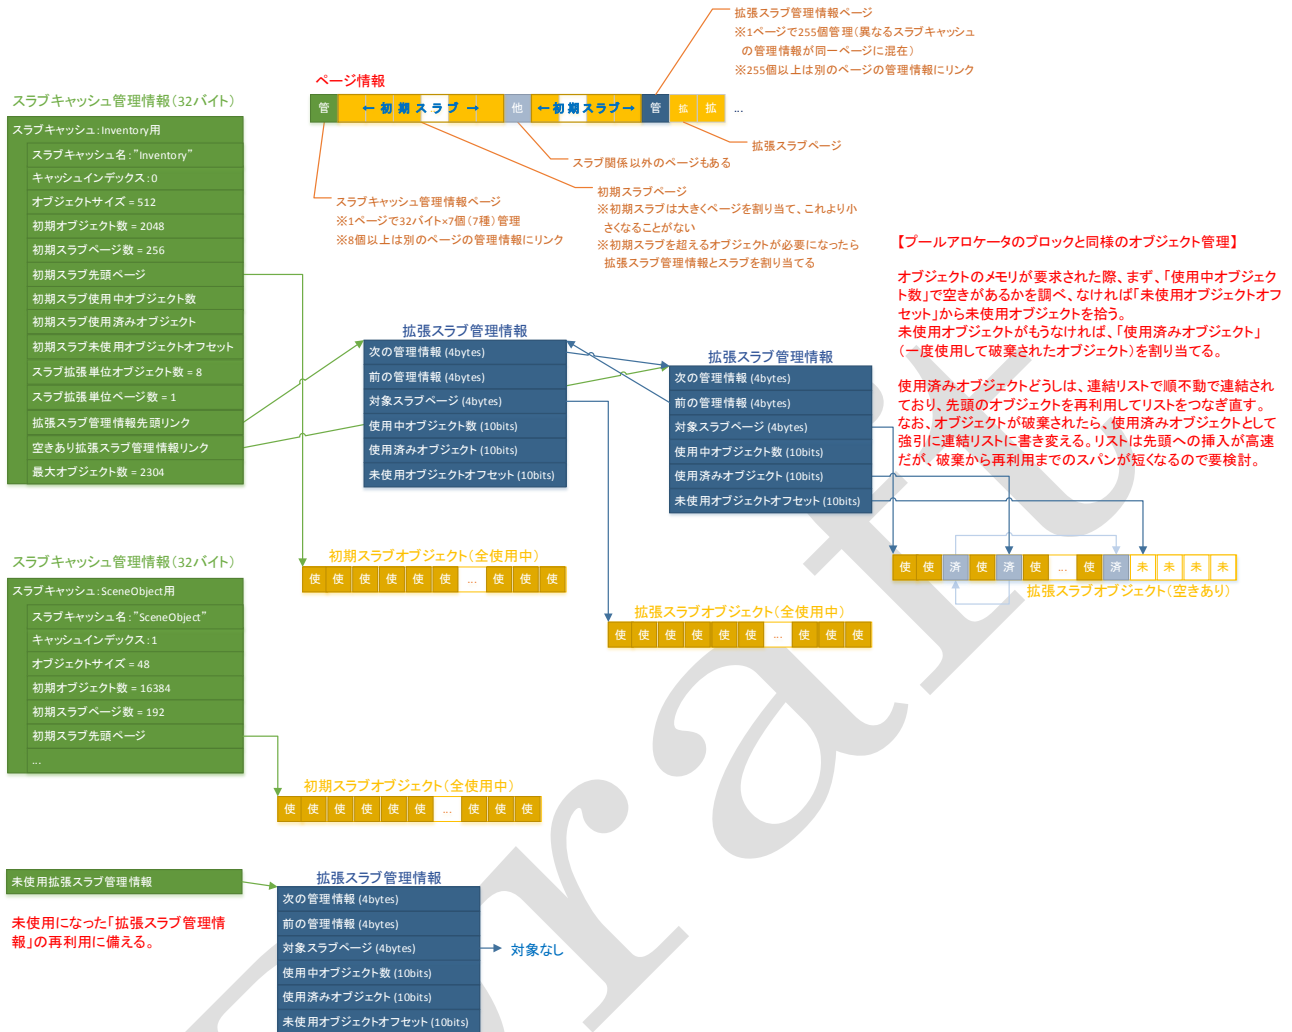 拡張スラブ管理情報ページ
※1ページで255個管理(異なるスラブキャッシュ
の管理情報が同一ページに混在)
※255個以上は別のページの管理情報にリンク
ページ情報
管
←初期スラブ→
他
←初期スラブ→
管
拡
拡
...
拡張スラブページ
スラブ関係以外のページもある
初期スラブページ
※初期スラブは大きくページを割り当て、これより小
さくなることがない
※初期スラブを超えるオブジェクトが必要になったら
拡張スラブ管理情報とスラブを割り当てる
スラブキャッシュ管理情報ページ
※1ページで32バイト×7個(7種)管理
※8個以上は別のページの管理情報にリンク
スラブキャッシュ管理情報(32バイト)
スラブキャッシュ:Inventory用
スラブキャッシュ名:"Inventory"
キャッシュインデックス:0
オブジェクトサイズ = 512
初期オブジェクト数 = 2048
初期スラブページ数 = 256
初期スラブ先頭ページ
初期スラブ使用中オブジェクト数
初期スラブ使用済みオブジェクト
初期スラブ未使用オブジェクトオフセット
スラブ拡張単位オブジェクト数 = 8
スラブ拡張単位ページ数 = 1
拡張スラブ管理情報先頭リンク
空きあり拡張スラブ管理情報リンク
最大オブジェクト数 = 2304
拡張スラブ管理情報
次の管理情報 (4bytes)
前の管理情報 (4bytes)
対象スラブページ (4bytes)
使用中オブジェクト数 (10bits)
使用済みオブジェクト (10bits)
未使用オブジェクトオフセット (10bits)
拡張スラブ管理情報
次の管理情報 (4bytes)
前の管理情報 (4bytes)
対象スラブページ (4bytes)
使用中オブジェクト数 (10bits)
使用済みオブジェクト (10bits)
未使用オブジェクトオフセット (10bits)
【プールアロケータのブロックと同様のオブジェクト管理】
オブジェクトのメモリが要求された際、まず、「使用中オブジェク
ト数」で空きがあるかを調べ、なければ「未使用オブジェクトオフ
セット」から未使用オブジェクトを拾う。
未使用オブジェクトがもうなければ、「使用済みオブジェクト」
(一度使用して破棄されたオブジェクト)を割り当てる。
使用済みオブジェクトどうしは、連結リストで順不動で連結され
ており、先頭のオブジェクトを再利用してリストをつなぎ直す。
なお、オブジェクトが破棄されたら、使用済みオブジェクトとして
強引に連結リストに書き変える。リストは先頭への挿入が高速
だが、破棄から再利用までのスパンが短くなるので要検討。
初期スラブオブジェクト(全使用中)
使 使 使 使 使 使 ... 使 使 使
使 使 済 使 済 使 ... 使 済 未 未 未 未
拡張スラブオブジェクト(空きあり)
拡張スラブオブジェクト(全使用中)
使 使 使 使 使 使 ... 使 使 使
スラブキャッシュ管理情報(32バイト)
スラブキャッシュ:SceneObject用
スラブキャッシュ名:"SceneObject"
キャッシュインデックス:1
オブジェクトサイズ = 48
初期オブジェクト数 = 16384
初期スラブページ数 = 192
初期スラブ先頭ページ
...
初期スラブオブジェクト(全使用中)
使 使 使 使 使 使 ... 使 使 使
未使用拡張スラブ管理情報
未使用になった「拡張スラブ管理情
報」の再利用に備える。
拡張スラブ管理情報
次の管理情報 (4bytes)
前の管理情報 (4bytes)
対象スラブページ (4bytes)
使用中オブジェクト数 (10bits)
使用済みオブジェクト (10bits)
未使用オブジェクトオフセット (10bits)
対象なし
Draft